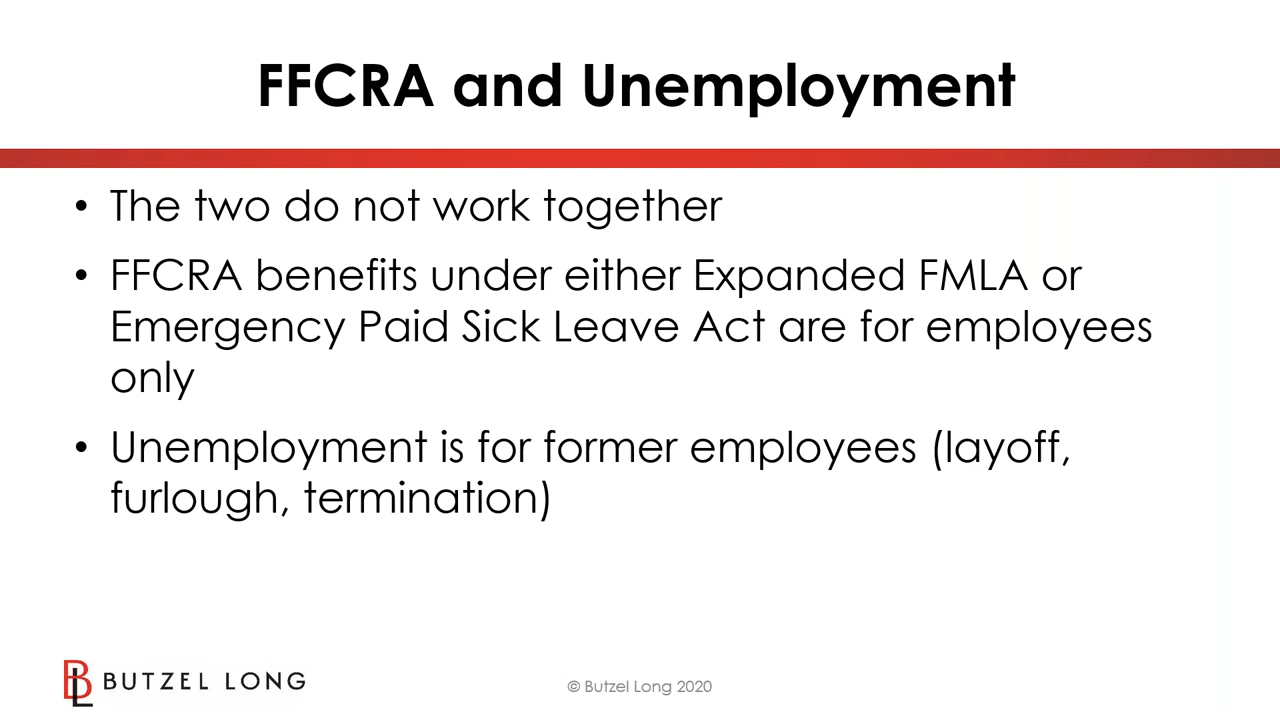 FFCRA and Unemployment
• The two do not work together
• FFCRA benefits under either Expanded FMLA or
Emergency Paid Sick Leave Act are for employees
only
• Unemployment is for former employees (layoff,
furlough, termination)
BL BUTZEL LONG
© Butzel Long 2020